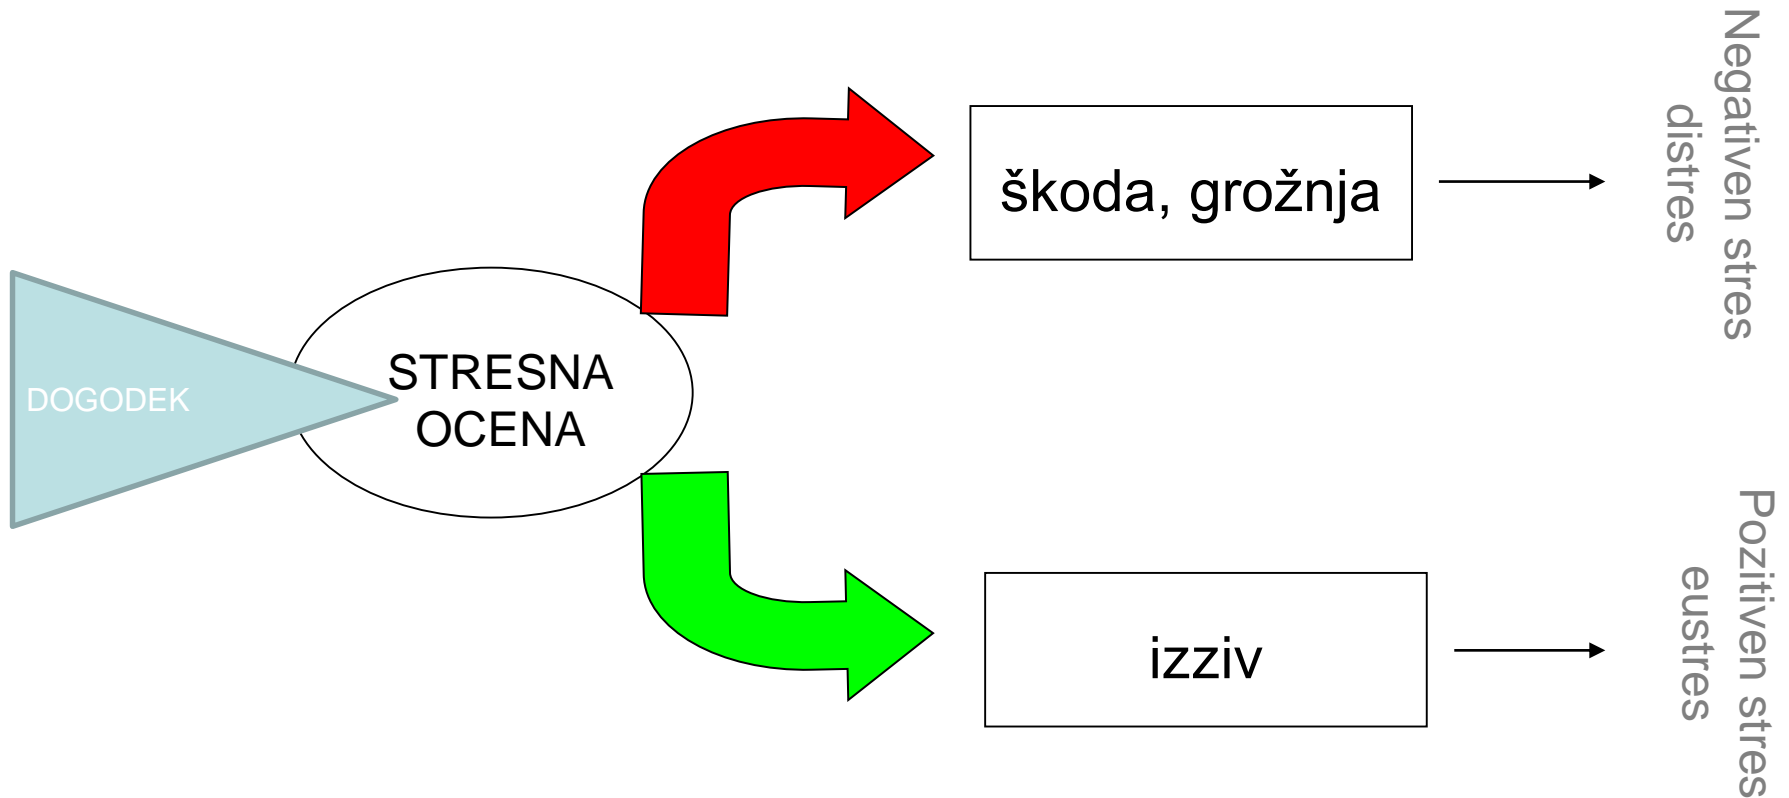 DOGODEK
STRESNA
OCENA
škoda, grožnja
Negativen stres
distres
izziv
Pozitiven stres
eustres